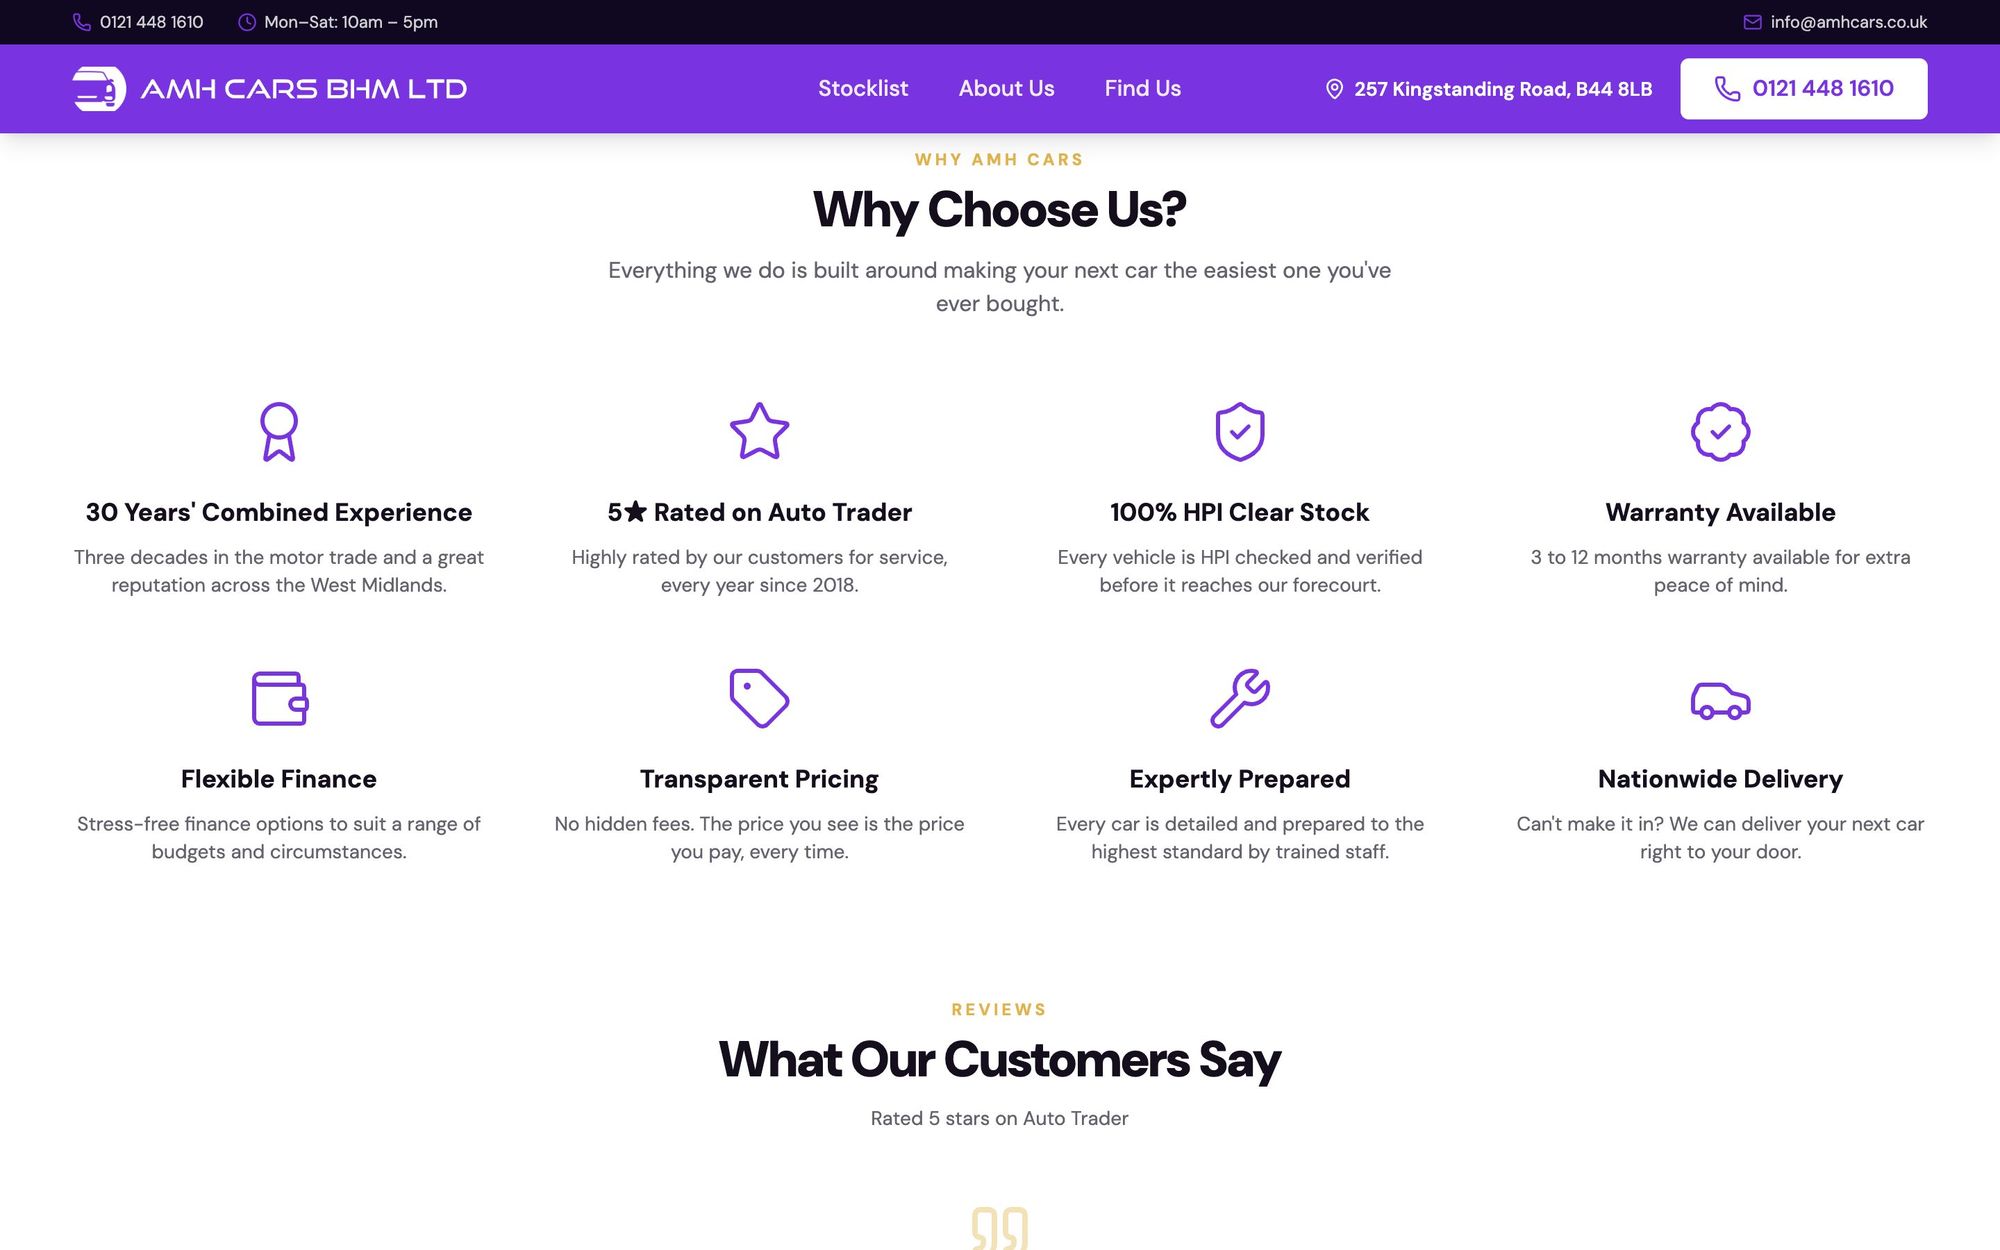 0121 448 1610
Mon–Sat: 10am – 5pm
info@amhcars.co.uk
AMH CARS BHM LTD
Stocklist
About Us
Find Us
257 Kingstanding Road, B44 8LB
0121 448 1610
WHY AMH CARS
Why Choose Us?
Everything we do is built around making your next car the easiest one you've
ever bought.
30 Years' Combined Experience
Three decades in the motor trade and a great
reputation across the West Midlands.
5★ Rated on Auto Trader
Highly rated by our customers for service,
every year since 2018.
100% HPI Clear Stock
Every vehicle is HPI checked and verified
before it reaches our forecourt.
Warranty Available
3 to 12 months warranty available for extra
peace of mind.
Flexible Finance
Stress-free finance options to suit a range of
budgets and circumstances.
Transparent Pricing
No hidden fees. The price you see is the price
you pay, every time.
Expertly Prepared
Every car is detailed and prepared to the
highest standard by trained staff.
Nationwide Delivery
Can't make it in? We can deliver your next car
right to your door.
REVIEWS
What Our Customers Say
Rated 5 stars on Auto Trader